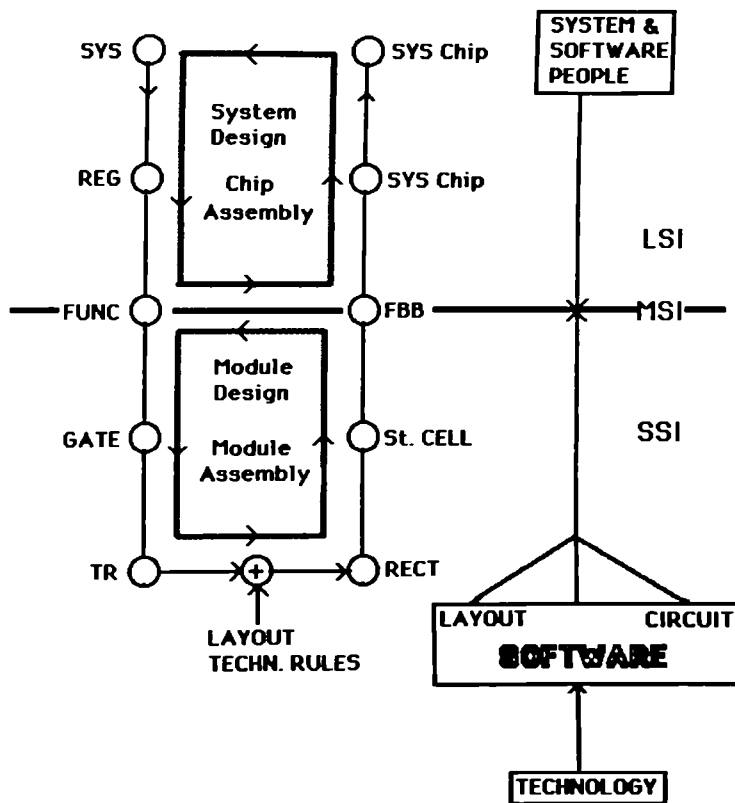 SYS
SYS Chip
SYSTEM &
SOFTWARE
PEOPLE
System
Design
Chip
Assembly
REG
SYS Chip
LSI
FUNC
FBB
MSI
Module
Design
Module
Assembly
GATE
St. CELL
SSI
TR
+
RECT
LAYOUT
TECHN. RULES
LAYOUT
CIRCUIT
SOFTWARE
TECHNOLOGY